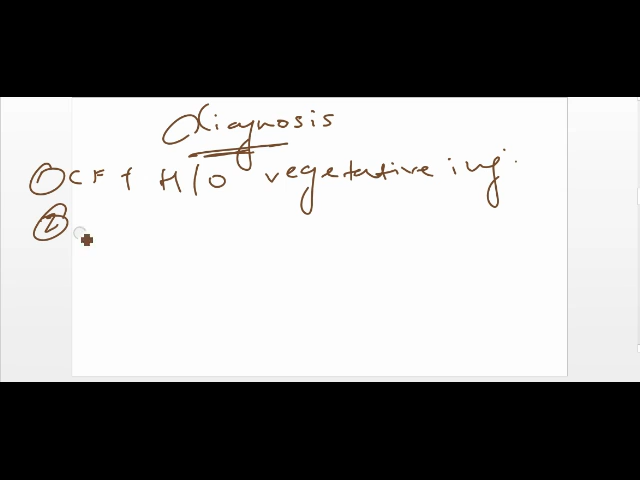 Diagnosis
① CF + H/O vegetative inj.
②